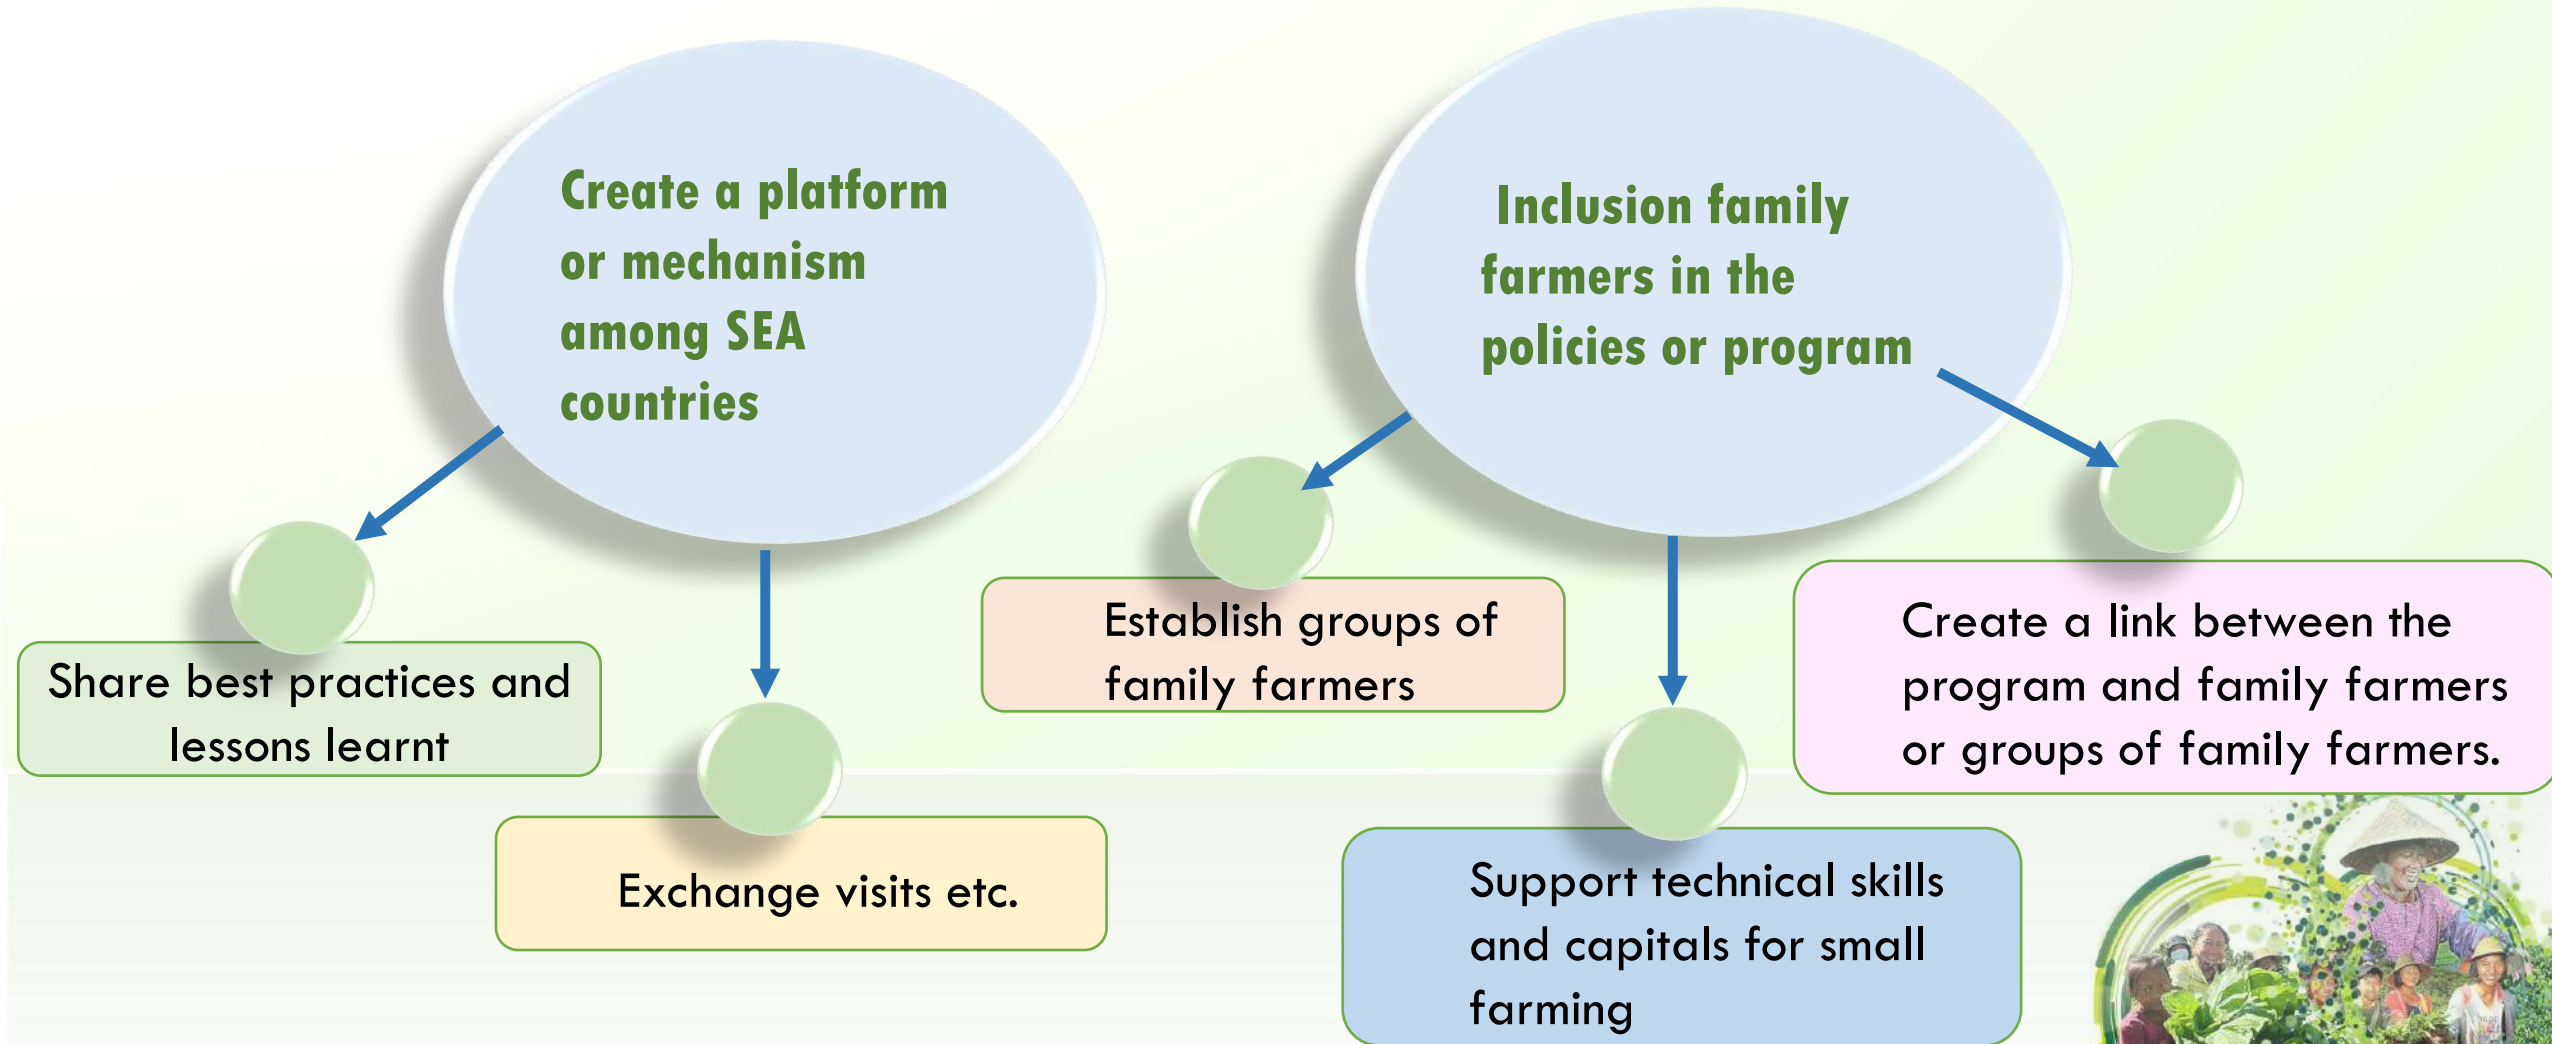 Create a platform
or mechanism
among SEA
countries
Share best practices and
lessons learnt
Exchange visits etc.
Inclusion family
farmers in the
policies or program
Establish groups of
family farmers
Support technical skills
and capitals for small
farming
Create a link between the
program and family farmers
or groups of family farmers.